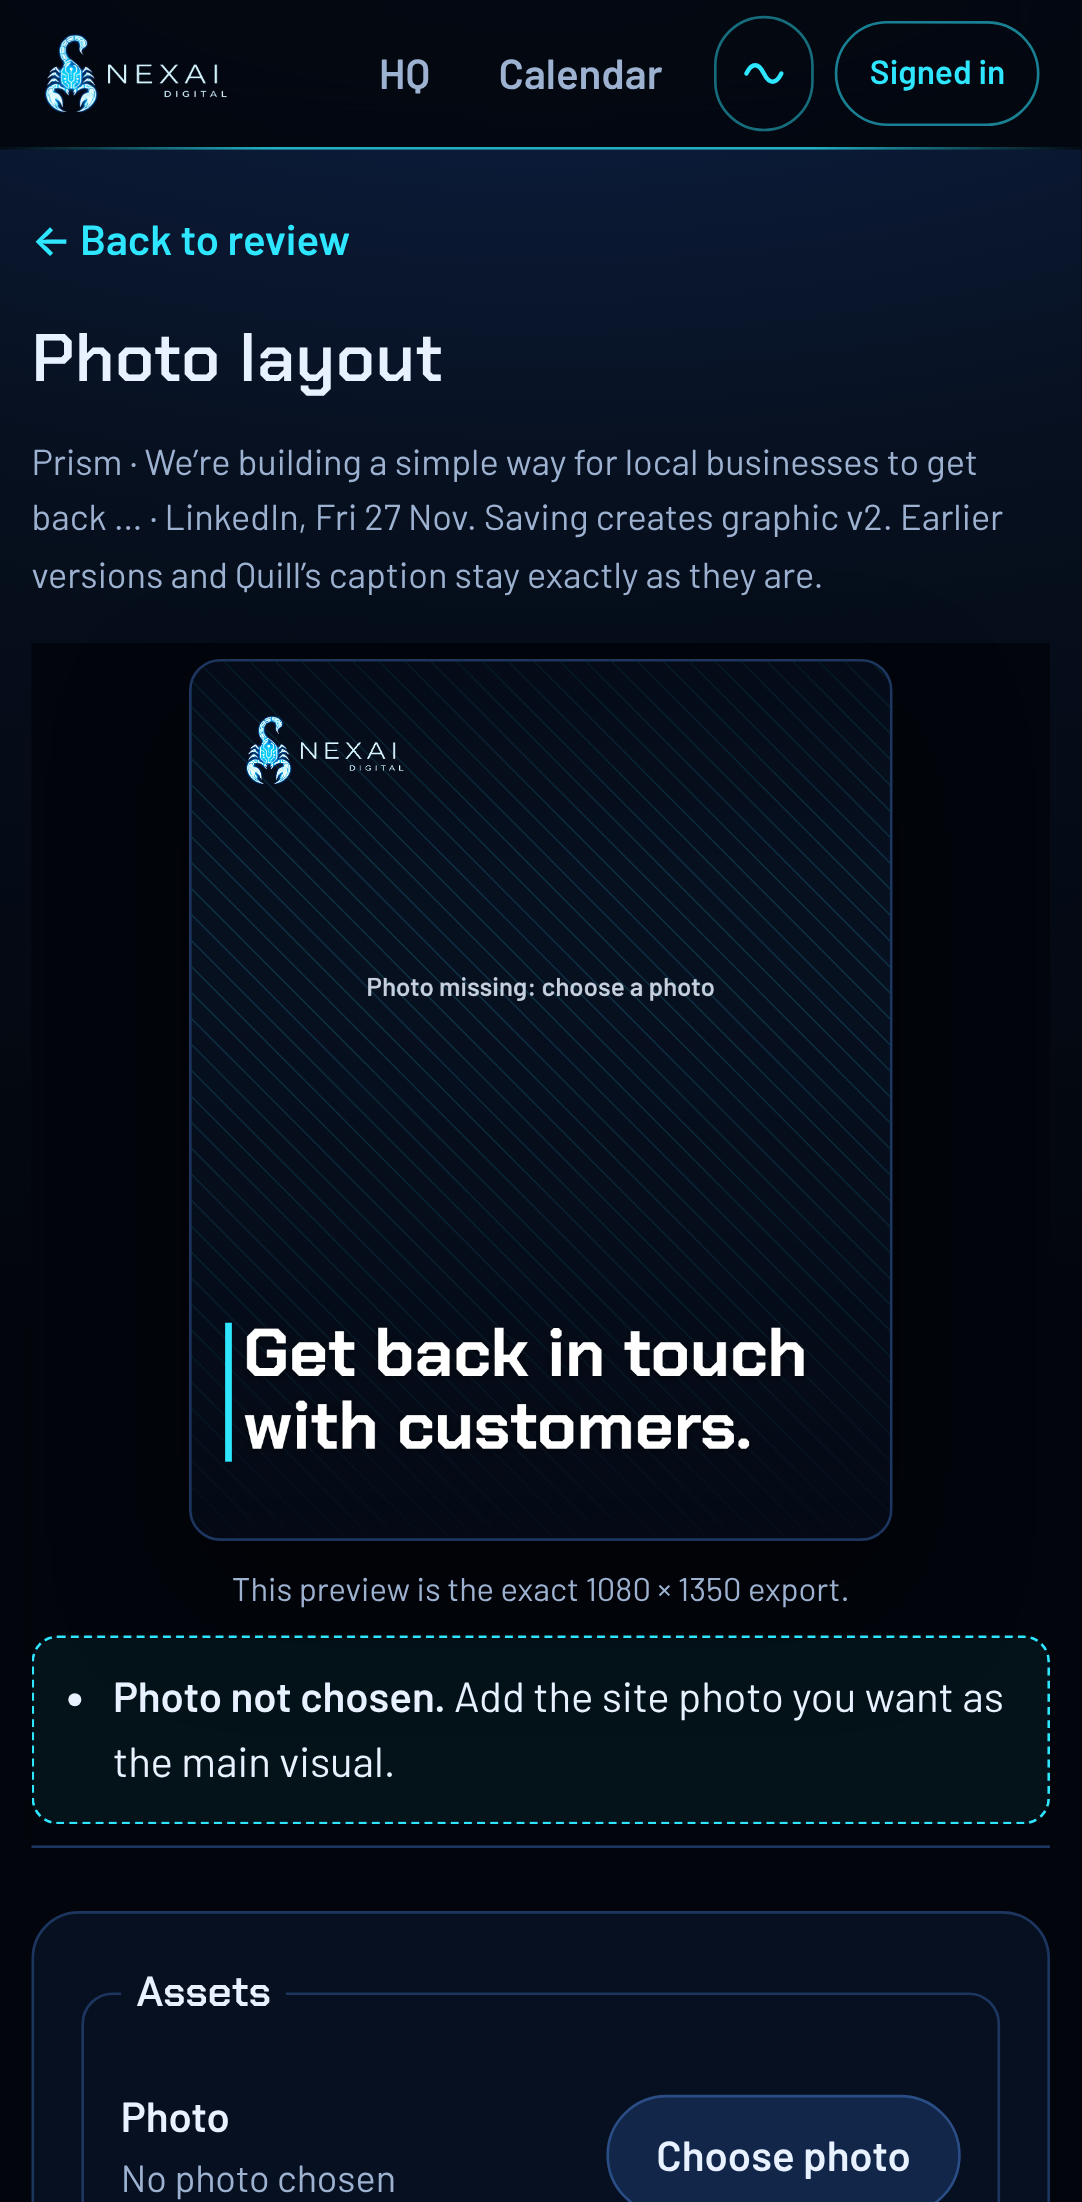 NEXAI
DIGITAL
HQ
Calendar
Signed in
← Back to review
Photo layout
Prism · We’re building a simple way for local businesses to get
back ... · LinkedIn, Fri 27 Nov. Saving creates graphic v2. Earlier
versions and Quill’s caption stay exactly as they are.
NEXAI
DIGITAL
Photo missing: choose a photo
Get back in touch
with customers.
This preview is the exact 1080 × 1350 export.
• Photo not chosen. Add the site photo you want as
the main visual.
Assets
Photo
No photo chosen
Choose photo